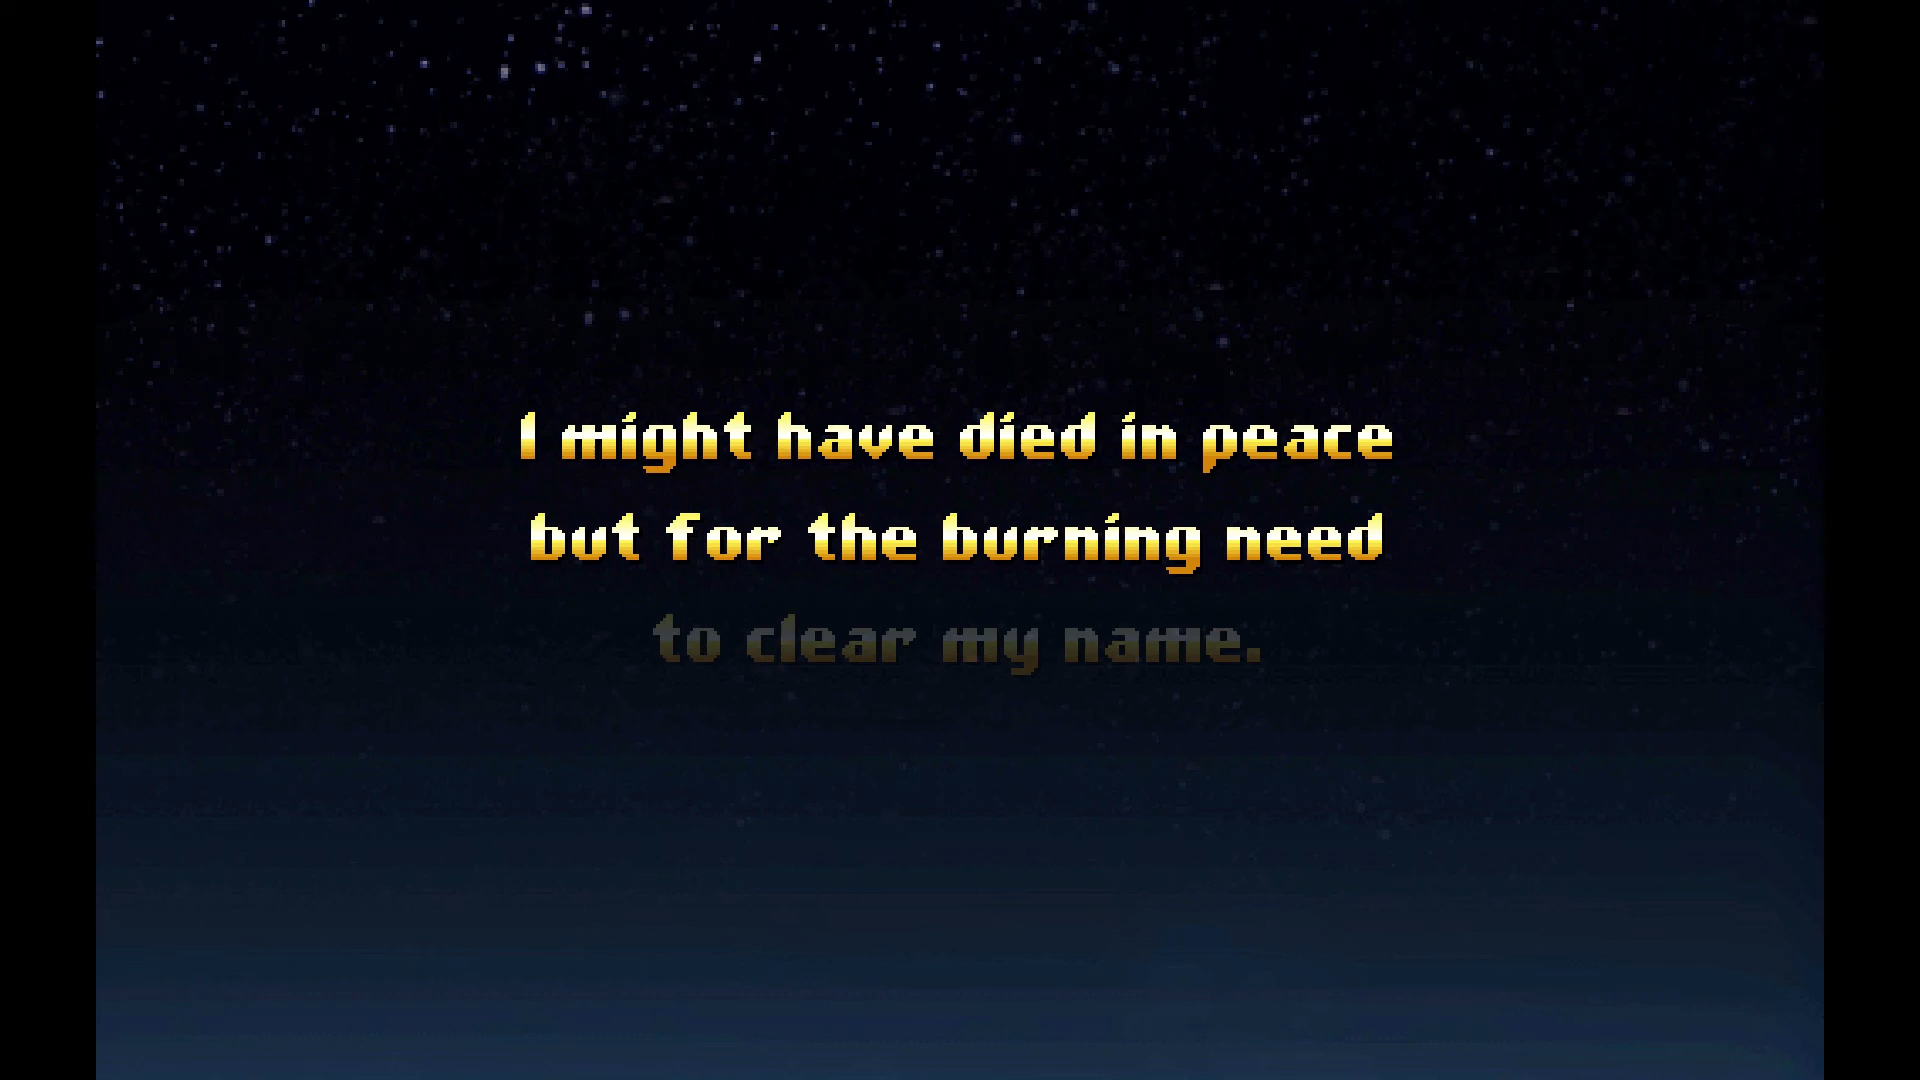 I might have died in peace
but for the burning need
to clear my name.